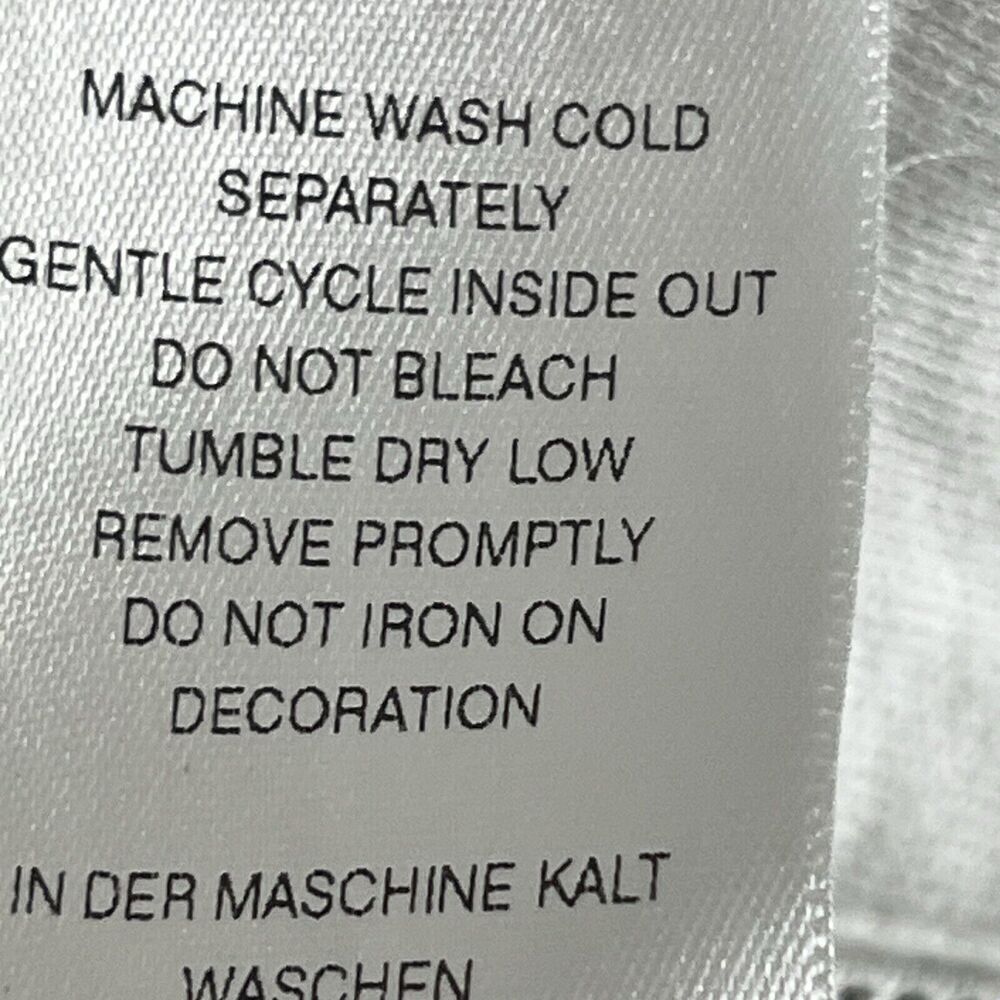 MACHINE WASH COLD
SEPARATELY
GENTLE CYCLE INSIDE OUT
DO NOT BLEACH
TUMBLE DRY LOW
REMOVE PROMPTLY
DO NOT IRON ON
DECORATION
IN DER MASCHINE KALT
WASCHEN